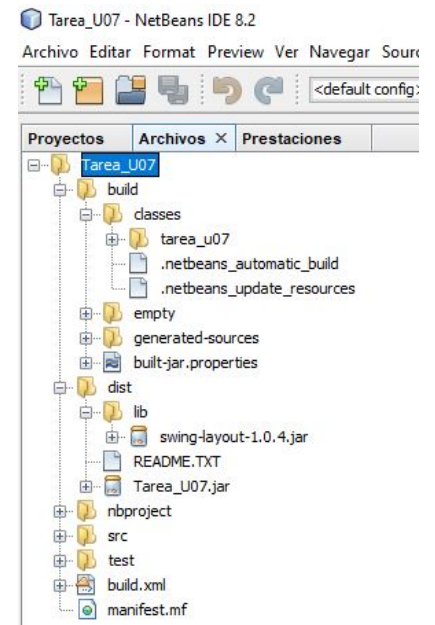 Tarea_U07 - NetBeans IDE 8.2
Archivo Editar Format Preview Ver Navegar Sourc
<default config>
Proyectos Archivos × Prestaciones
Tarea_U07
build
classes
tarea_u07
.netbeans_automatic_build
.netbeans_update_resources
empty
generated-sources
built-jar.properties
dist
lib
swing-layout-1.0.4.jar
README.TXT
Tarea_U07.jar
nbproject
src
test
build.xml
manifest.mf